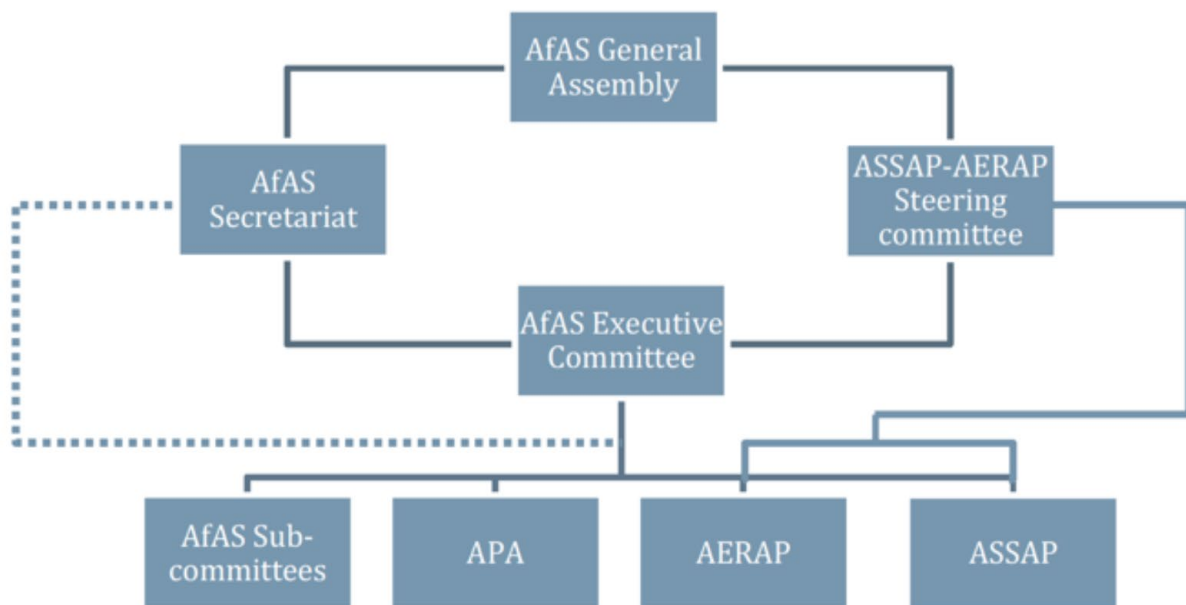 AfAS General
Assembly
AfAS
Secretariat
ASSAP-AERAP
Steering
committee
AfAS Executive
Committee
AfAS Sub-
committees
APA
AERAP
ASSAP